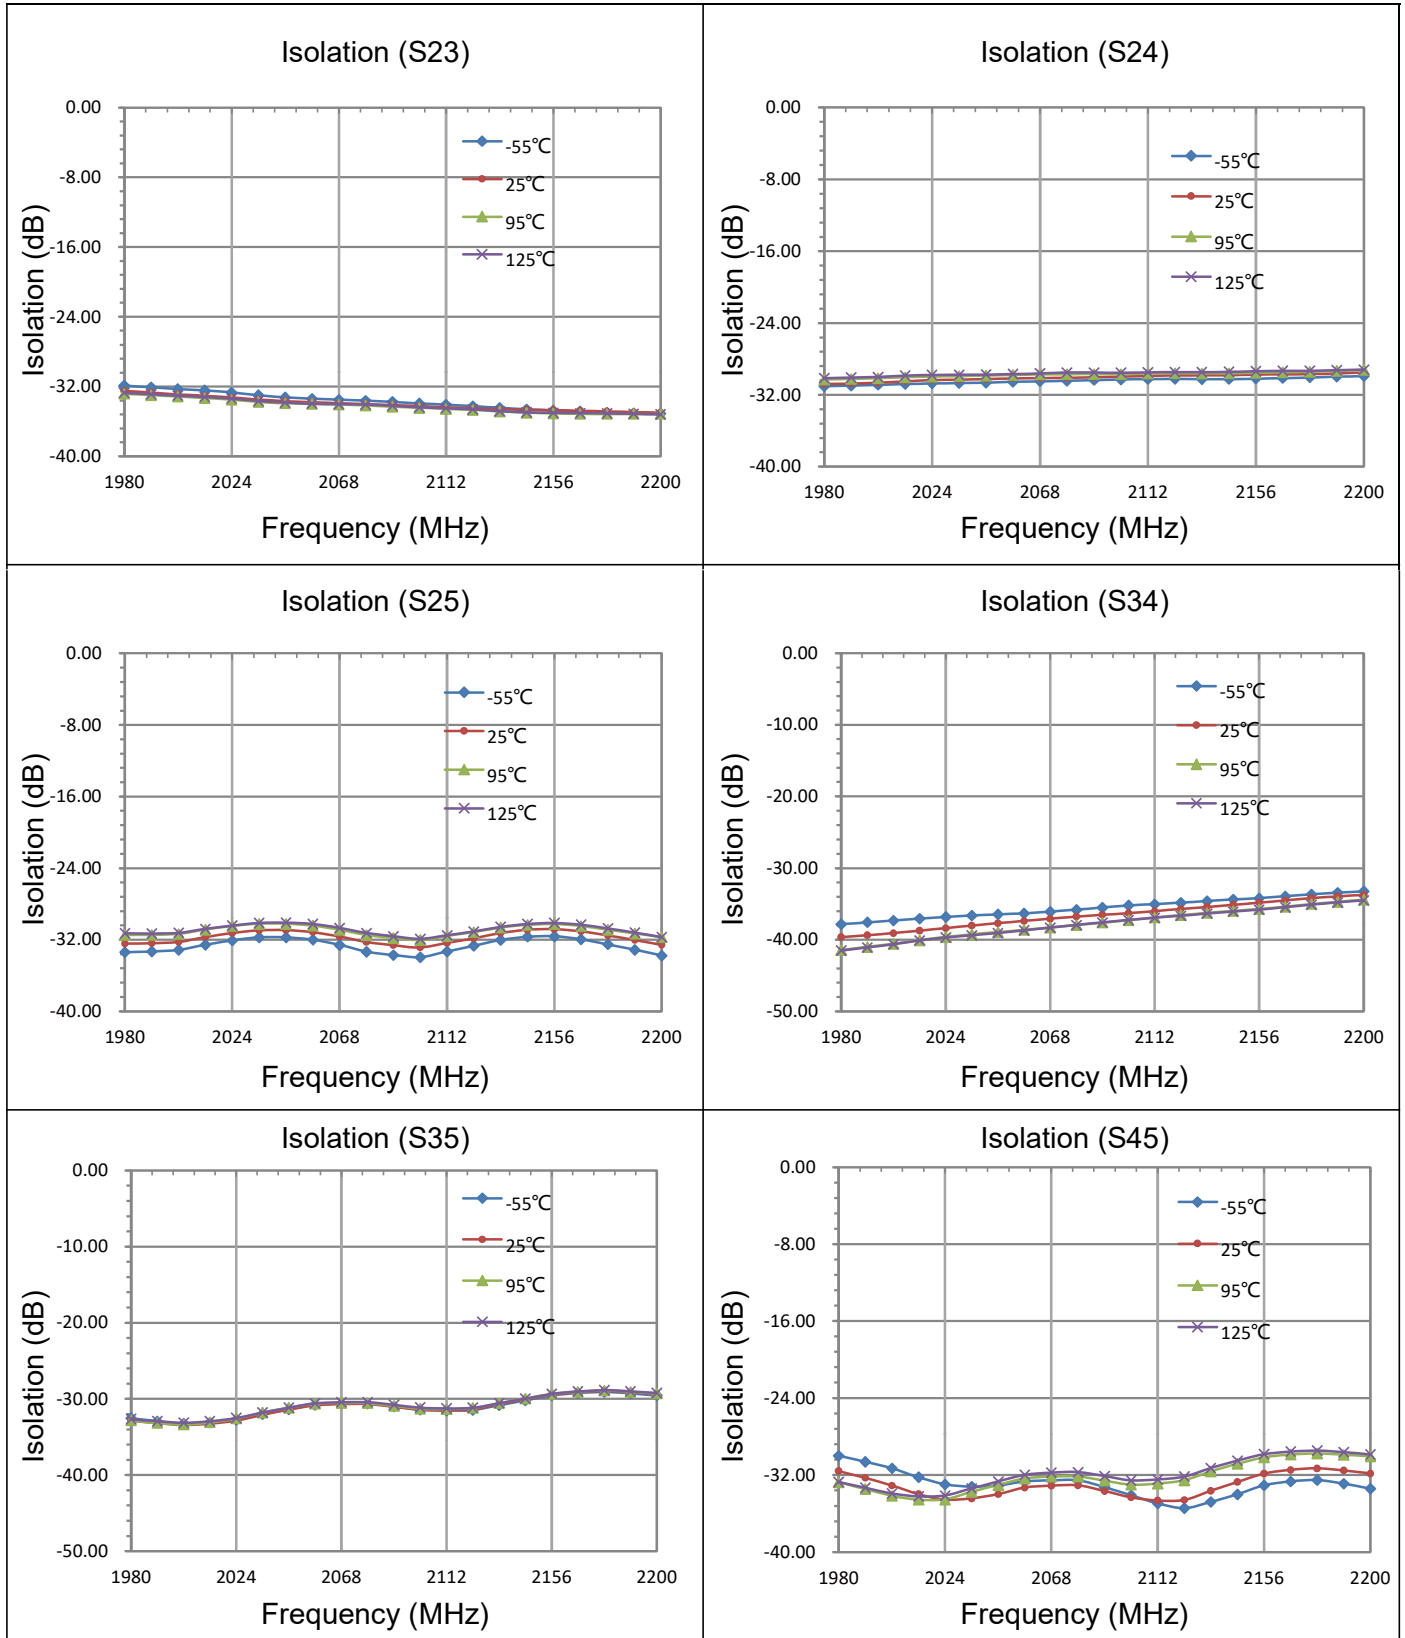 Isolation (S23)
Isolation (dB)
0.00
-8.00
-16.00
-24.00
-32.00
-40.00
-55℃
25℃
95℃
125℃
1980 2024 2068 2112 2156 2200
Frequency (MHz)
Isolation (S24)
Isolation (dB)
0.00
-8.00
-16.00
-24.00
-32.00
-40.00
-55℃
25℃
95℃
125℃
1980 2024 2068 2112 2156 2200
Frequency (MHz)
Isolation (S25)
Isolation (dB)
0.00
-8.00
-16.00
-24.00
-32.00
-40.00
-55℃
25℃
95℃
125℃
1980 2024 2068 2112 2156 2200
Frequency (MHz)
Isolation (S34)
Isolation (dB)
0.00
-10.00
-20.00
-30.00
-40.00
-50.00
-55℃
25℃
95℃
125℃
1980 2024 2068 2112 2156 2200
Frequency (MHz)
Isolation (S35)
Isolation (dB)
0.00
-10.00
-20.00
-30.00
-40.00
-50.00
-55℃
25℃
95℃
125℃
1980 2024 2068 2112 2156 2200
Frequency (MHz)
Isolation (S45)
Isolation (dB)
0.00
-8.00
-16.00
-24.00
-32.00
-40.00
-55℃
25℃
95℃
125℃
1980 2024 2068 2112 2156 2200
Frequency (MHz)